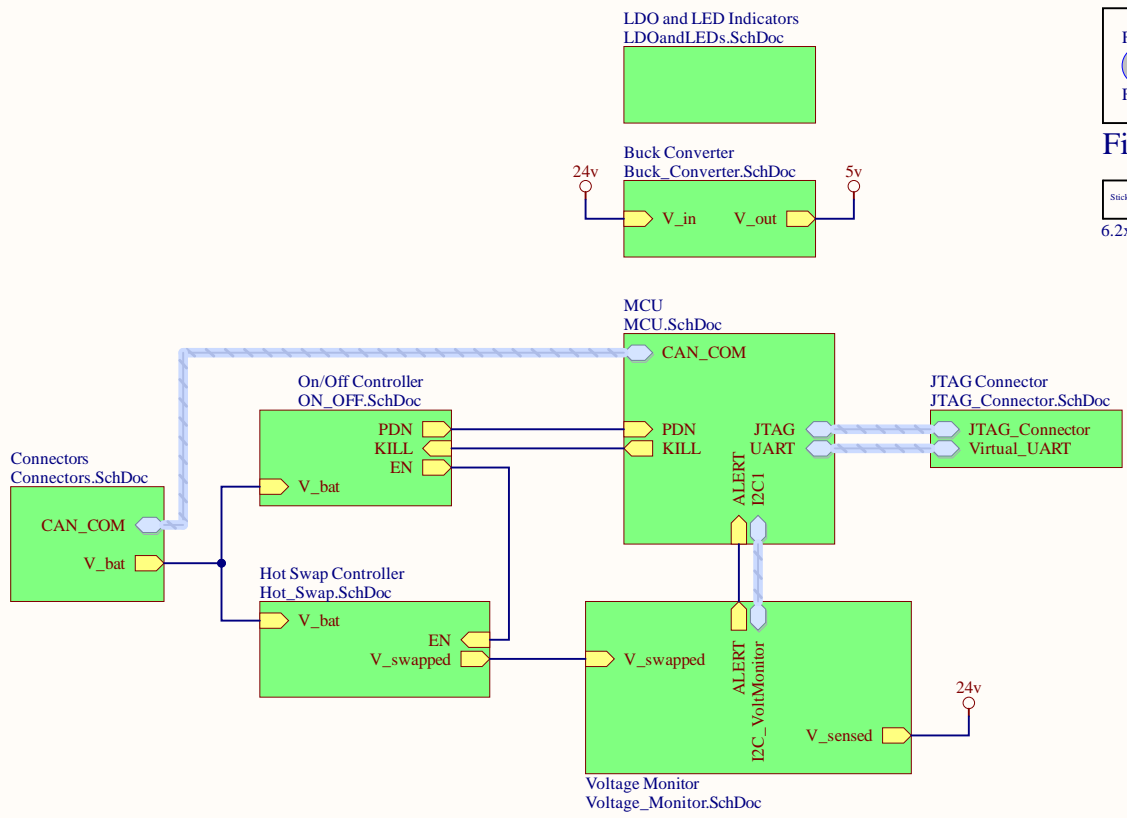 LDO and LED Indicators
LDOandLEDs.SchDoc
Buck Converter
Buck_Converter.SchDoc
24v
5v
V_in
V_out
Fi
Stick
6.2x
MCU
MCU.SchDoc
CAN_COM
PDN
KILL
JTAG
UART
ALERT
I2C1
On/Off Controller
ON_OFF.SchDoc
PDN
KILL
EN
V_bat
JTAG Connector
JTAG_Connector.SchDoc
JTAG_Connector
Virtual_UART
Connectors
Connectors.SchDoc
CAN_COM
V_bat
Hot Swap Controller
Hot_Swap.SchDoc
V_bat
EN
V_swapped
V_swapped
ALERT
I2C_VoltMonitor
V_sensed
24v
Voltage Monitor
Voltage_Monitor.SchDoc